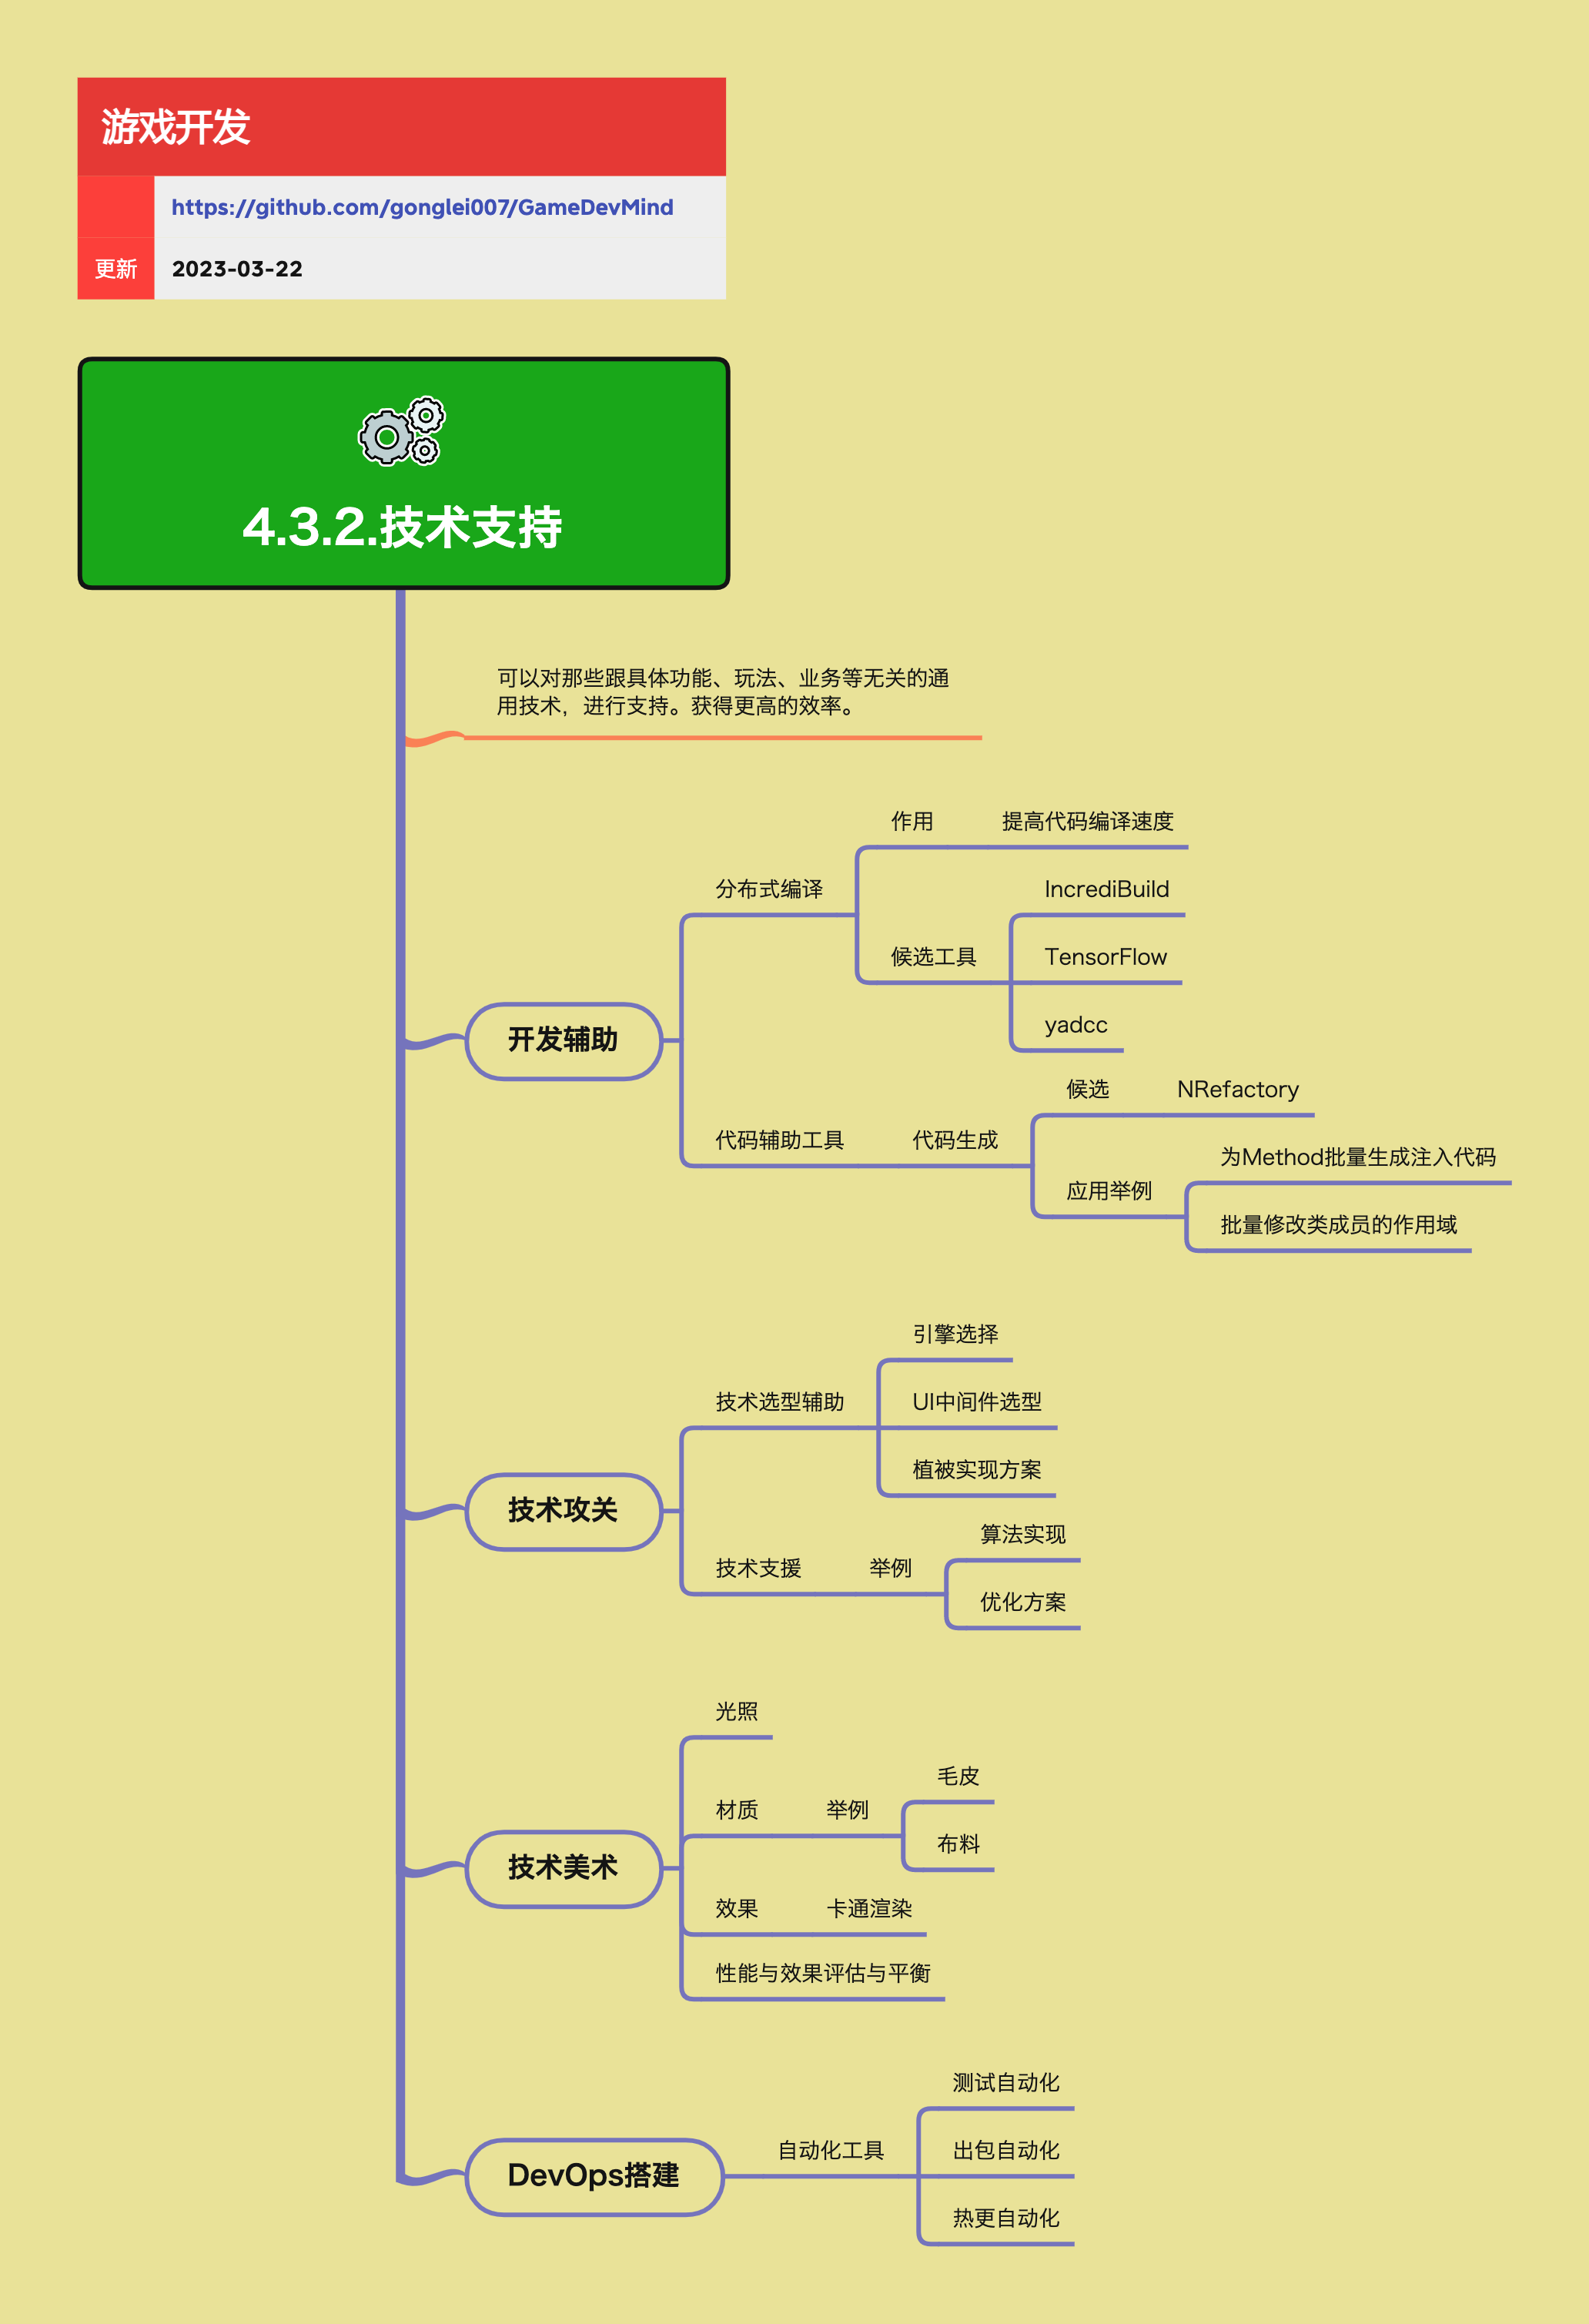 游戏开发
https://github.com/gonglei007/GameDevMind
更新
2023-03-22
4.3.2.技术支持
可以对那些跟具体功能、玩法、业务等无关的通
用技术，进行支持。获得更高的效率。
开发辅助
分布式编译
作用
提高代码编译速度
候选工具
IncrediBuild
TensorFlow
yadcc
代码辅助工具
代码生成
候选
NRefactory
应用举例
为Method批量生成注入代码
批量修改类成员的作用域
技术攻关
技术选型辅助
引擎选择
UI中间件选型
植被实现方案
技术支援
举例
算法实现
优化方案
技术美术
光照
材质
举例
毛皮
布料
效果
卡通渲染
性能与效果评估与平衡
DevOps搭建
自动化工具
测试自动化
出包自动化
热更自动化